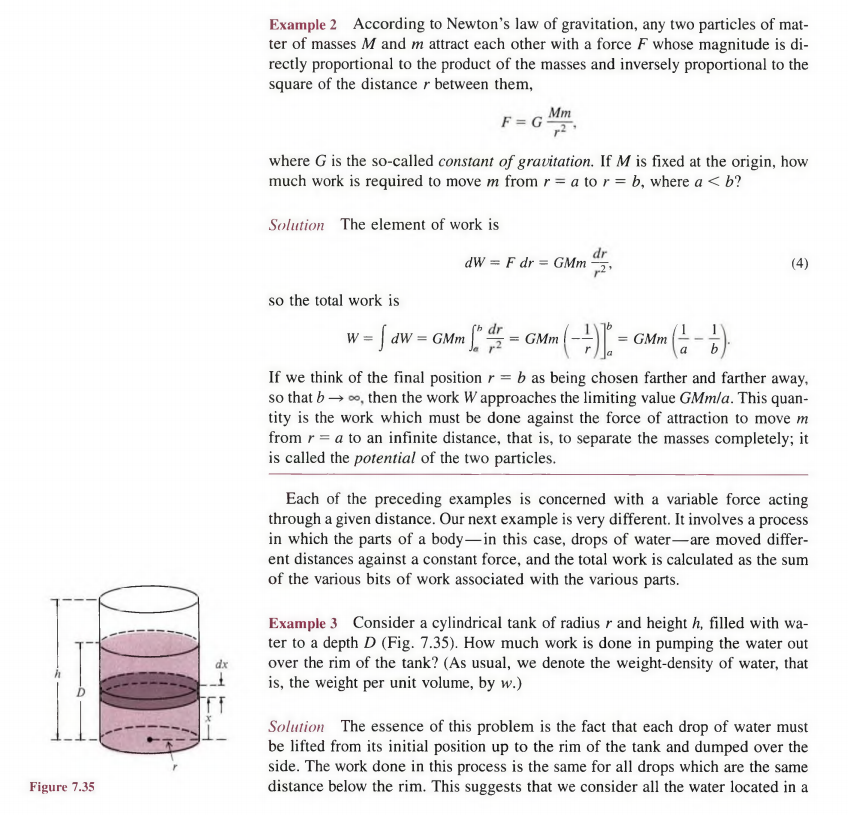 Example 2 According to Newton's law of gravitation, any two particles of mat-
ter of masses M and m attract each other with a force F whose magnitude is di-
rectly proportional to the product of the masses and inversely proportional to the
square of the distance r between them,
F = G Mm/r²,
where G is the so-called constant of gravitation. If M is fixed at the origin, how
much work is required to move m from r = a to r = b, where a < b?
Solution The element of work is
dW = F dr = GMm dr/r², (4)
so the total work is
W = ∫ dW = GMm ∫ₐᵇ dr/r² = GMm (−1/r)]ₐᵇ = GMm (1/a − 1/b).
If we think of the final position r = b as being chosen farther and farther away,
so that b → ∞, then the work W approaches the limiting value GMm/a. This quan-
tity is the work which must be done against the force of attraction to move m
from r = a to an infinite distance, that is, to separate the masses completely; it
is called the potential of the two particles.
Each of the preceding examples is concerned with a variable force acting
through a given distance. Our next example is very different. It involves a process
in which the parts of a body—in this case, drops of water—are moved differ-
ent distances against a constant force, and the total work is calculated as the sum
of the various bits of work associated with the various parts.
Example 3 Consider a cylindrical tank of radius r and height h, filled with wa-
ter to a depth D (Fig. 7.35). How much work is done in pumping the water out
over the rim of the tank? (As usual, we denote the weight-density of water, that
is, the weight per unit volume, by w.)
Solution The essence of this problem is the fact that each drop of water must
be lifted from its initial position up to the rim of the tank and dumped over the
side. The work done in this process is the same for all drops which are the same
distance below the rim. This suggests that we consider all the water located in a
h
D
dx
x
r
Figure 7.35